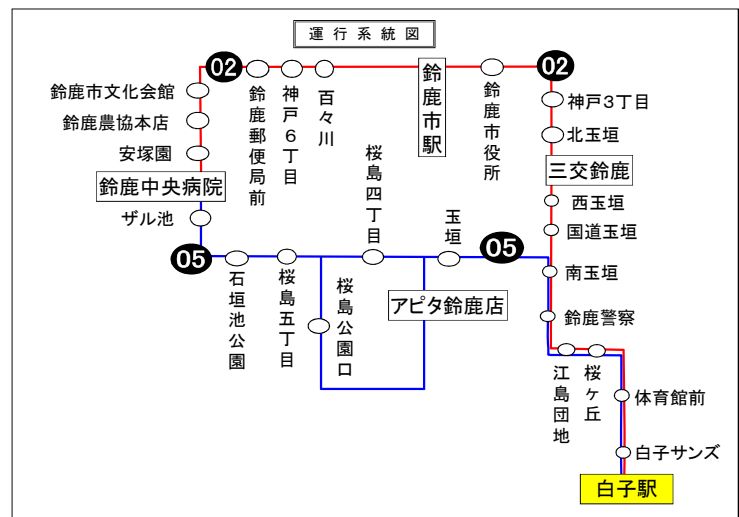 運行系統図
02
鈴鹿郵便局前
神戸６丁目
百々川
鈴鹿市駅
鈴鹿市役所
02
鈴鹿市文化会館
鈴鹿農協本店
安塚園
鈴鹿中央病院
ザル池
05
石垣池公園
桜島五丁目
桜島公園口
桜島四丁目
アピタ鈴鹿店
玉垣
05
神戸３丁目
北玉垣
三交鈴鹿
西玉垣
国道玉垣
南玉垣
鈴鹿警察
江島団地
桜ヶ丘
体育館前
白子サンズ
白子駅